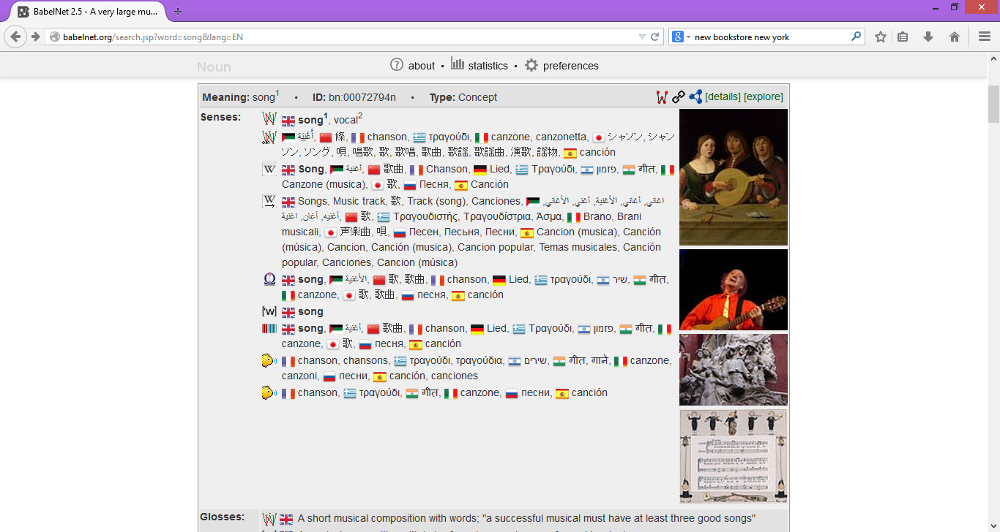 BabelNet 2.5 - A very large mu...
babelnet.org/search.jsp?word=song&lang=EN
new bookstore new york
Noun
about • statistics • preferences
Meaning: song1 • ID: bn:00072794n • Type: Concept [details] [explore]
Senses:
song1, vocal2
أُغْنِيَة, 條, chanson, τραγούδι, canzone, canzonetta, シャソン, シャン
ソン, ソング, 唄, 唱歌, 歌, 歌唱, 歌曲, 歌謡, 歌謡曲, 演歌, 謡物, canción
Song, أغنية, 歌曲, Chanson, Lied, Τραγούδι, פזמון, गीत,
Canzone (musica), 歌, Песня, Canción
Songs, Music track, 歌, Track (song), Canciones, اغاني, أغاني, الأغنية, أغني, الأغاني,
أغنيه, أغان, اغنية, 歌, Τραγουδιστής, Τραγουδίστρια, Άσμα, Brano, Brani
musicali, 声楽曲, 唄, Песен, Песьня, Песни, Cancion (musica), Canción
(música), Cancion, Canción (musica), Cancion popular, Temas musicales, Canción
popular, Canciones, Cancion (música)
song, الأغنية, 歌, 歌曲, chanson, Lied, τραγούδι, שיר, गीत,
canzone, 歌, 歌曲, песня, canción
['w] song
song, أغنية, 歌曲, chanson, Lied, Τραγούδι, פזמון, गीत,
canzone, 歌, песня, canción
chanson, chansons, τραγούδι, τραγούδια, שירים, गीत, गाने, canzone,
canzoni, песни, canción, canciones
chanson, τραγούδι, गीत, canzone, песни, canción
Glosses:
A short musical composition with words; "a successful musical must have at least three good songs"